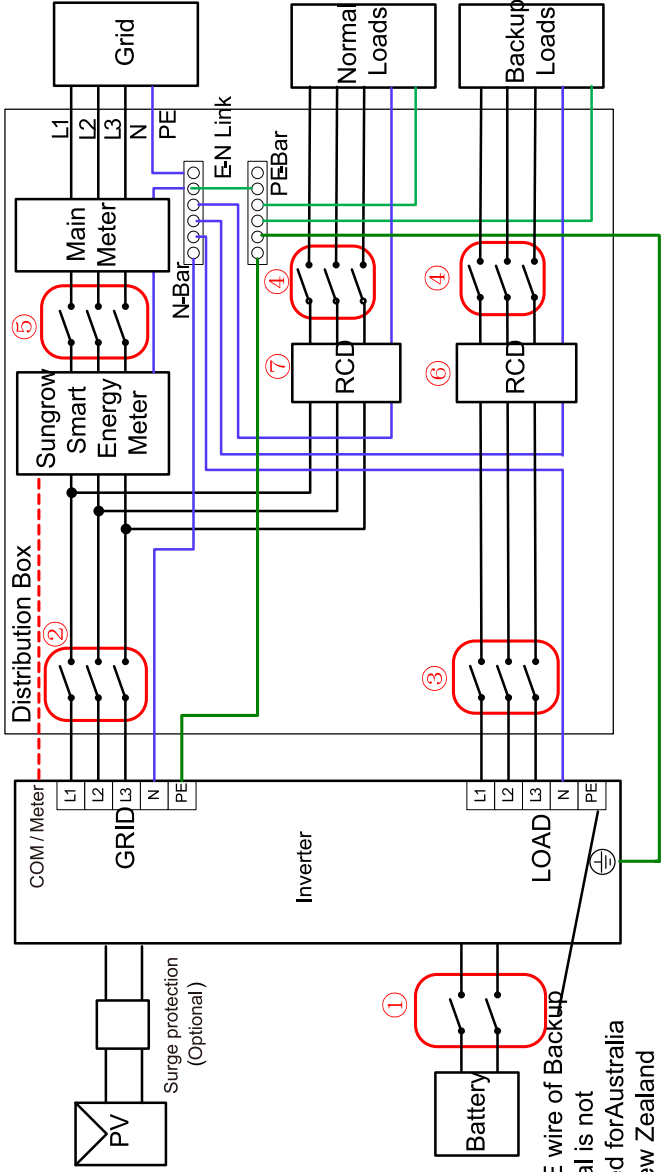 PV
Surge protection
(Optional)
Battery
①
wire of Backup
is not
forAustralia
Zealand
Inverter
COM / Meter
GRID
L1
L2
L3
N
PE
LOAD
L1
L2
L3
N
PE
Distribution Box
②
③
Sungrow
Smart
Energy
Meter
⑤
Main
Meter
RCD
⑦
④
RCD
⑥
④
N-Bar
E-N Link
PE-Bar
L1
L2
L3
N
PE
Grid
Normal
Loads
Backup
Loads